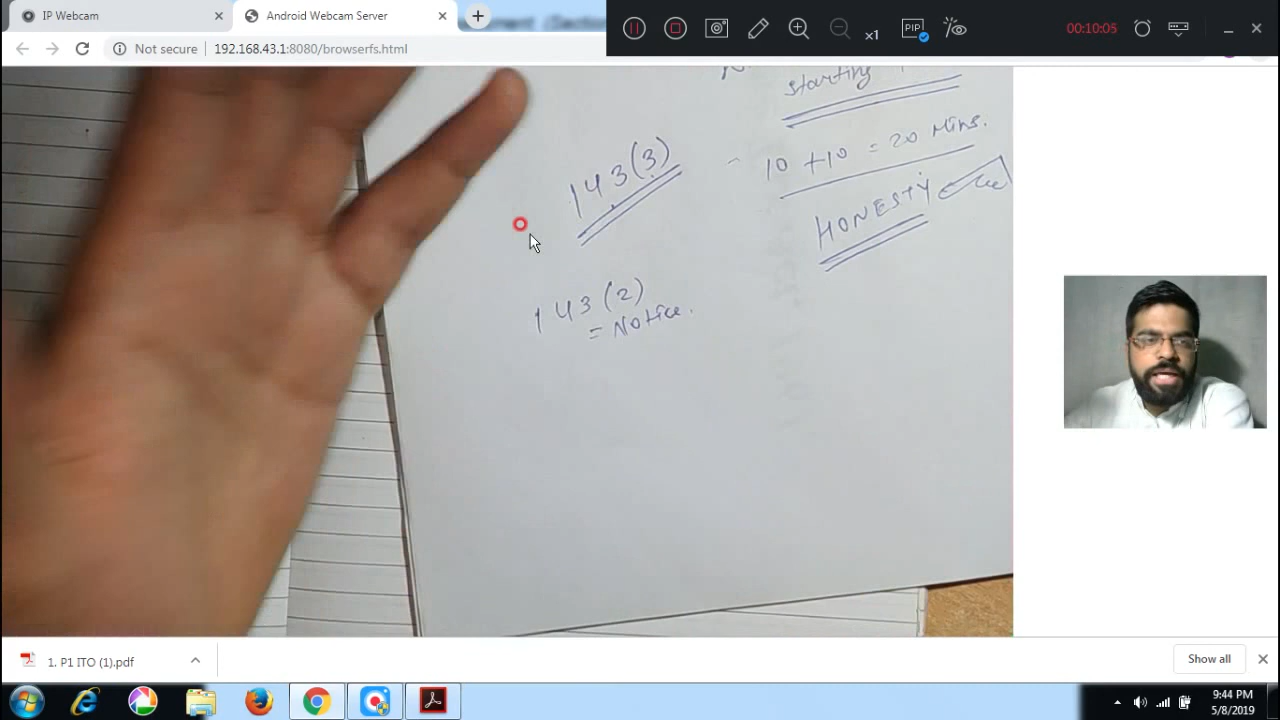 IP Webcam
Android Webcam Server
Not secure
192.168.43.1:8080/browserfs.html
x1
PIP
00:10:05
starting
10 + 10 = 20 Mins.
HONESTY
143(3)
143(2)
= Notice.
1. P1 ITO (1).pdf
Show all
9:44 PM
5/8/2019